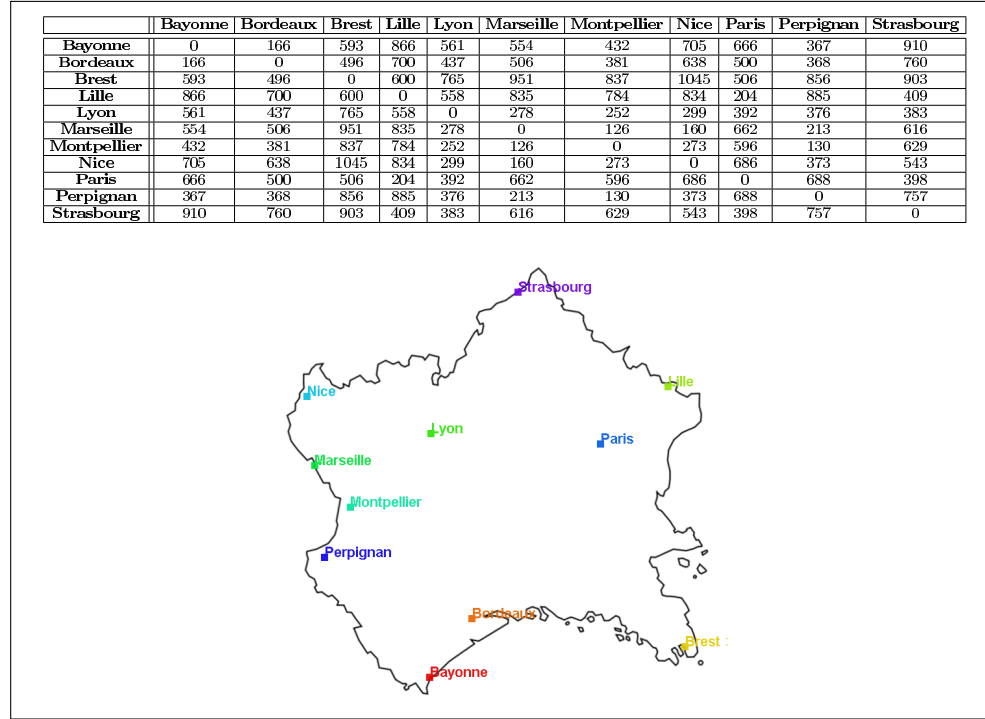 Bayonne Bordeaux Brest Lille Lyon Marseille Montpellier Nice Paris Perpignan Strasbourg
Bayonne 0 166 593 866 561 554 432 705 666 367 910
Bordeaux 166 0 496 700 437 506 381 638 500 368 760
Brest 593 496 0 600 765 951 837 1045 506 856 903
Lille 866 700 600 0 558 835 784 834 204 885 409
Lyon 561 437 765 558 0 278 252 299 392 376 383
Marseille 554 506 951 835 278 0 126 160 662 213 616
Montpellier 432 381 837 784 252 126 0 273 596 130 629
Nice 705 638 1045 834 299 160 273 0 686 373 543
Paris 666 500 506 204 392 662 596 686 0 688 398
Perpignan 367 368 856 885 376 213 130 373 688 0 757
Strasbourg 910 760 903 409 383 616 629 543 398 757 0
Strasbourg
Lille
Nice
Lyon
Paris
Marseille
Montpellier
Perpignan
Bordeaux
Brest :
Bayonne